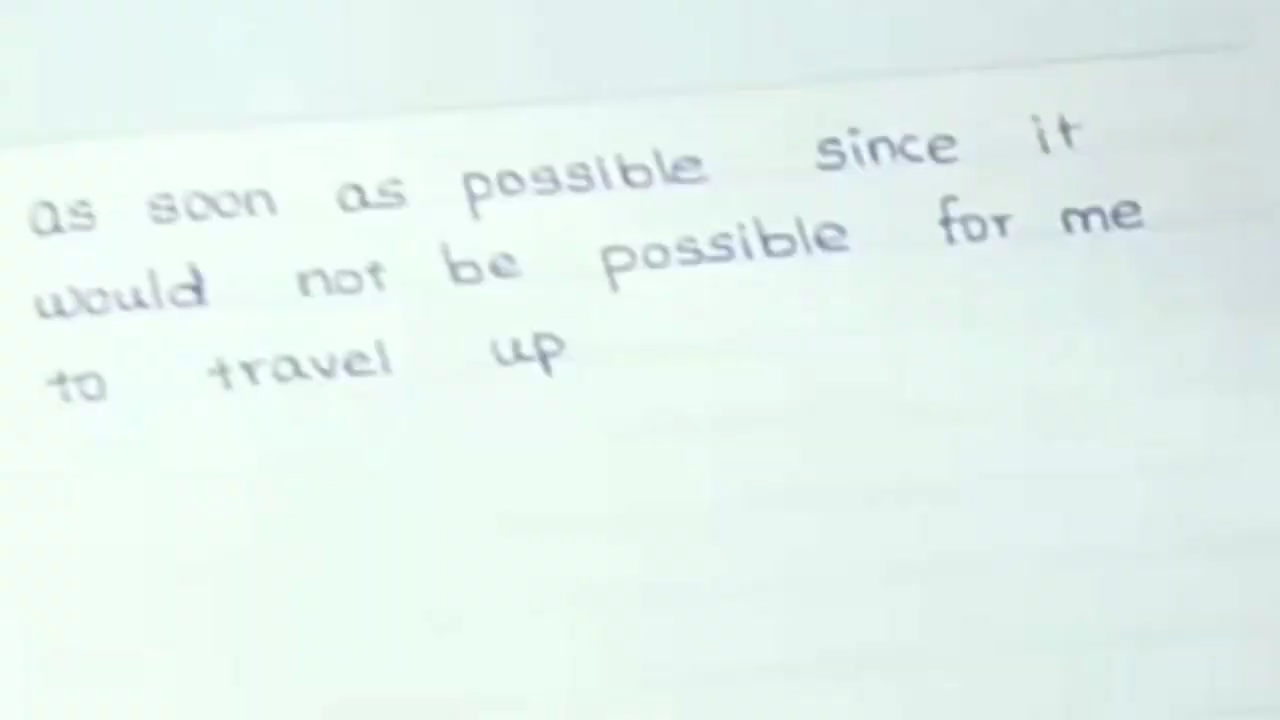 as soon as possible since it
would not be possible for me
to travel up